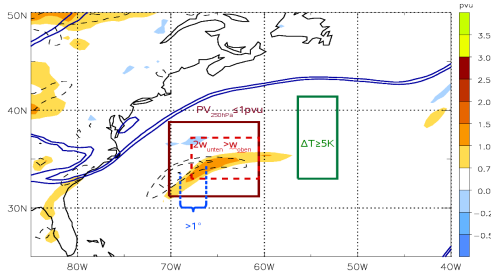 pvu
50N
40N
30N
80W
70W
60W
50W
40W
PV250hPa≤1pvu
2wunten>woben
ΔT≥5K
>1°
3.5
3.0
2.5
2.0
1.5
1.0
0.7
0.0
−0.2
−0.5